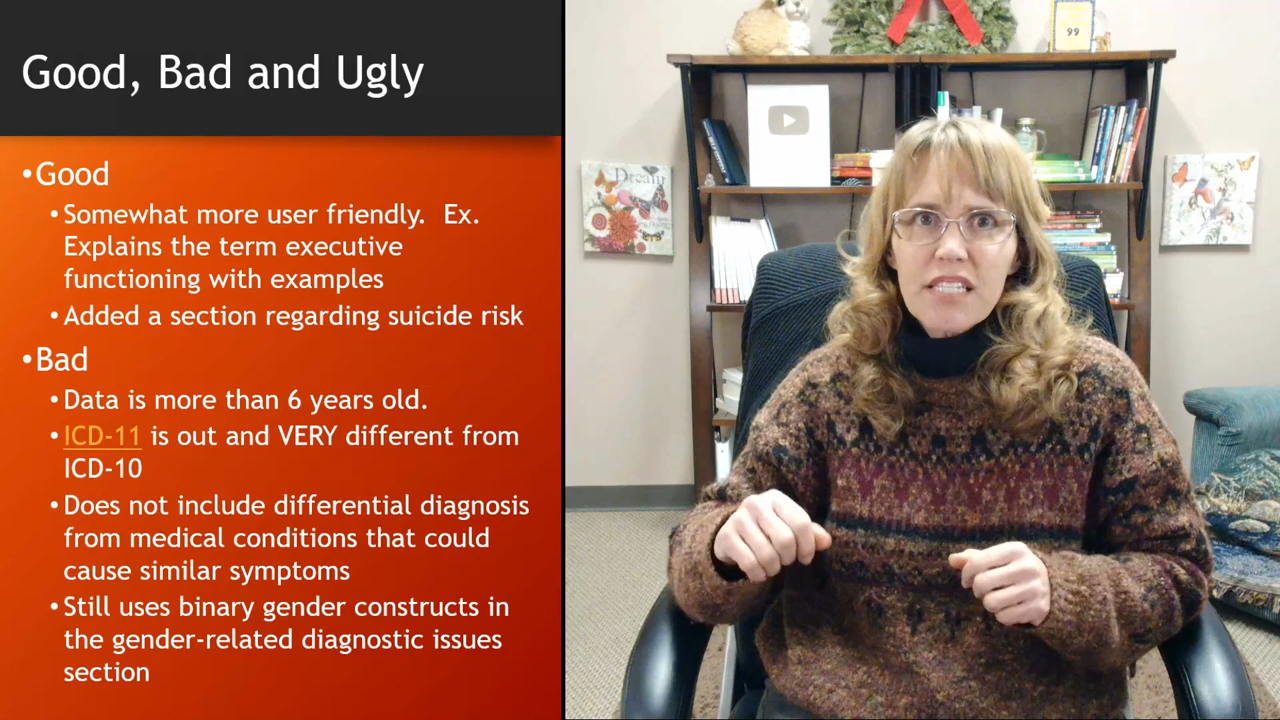 Good, Bad and Ugly
•Good
•Somewhat more user friendly. Ex.
Explains the term executive
functioning with examples
•Added a section regarding suicide risk
•Bad
•Data is more than 6 years old.
•ICD-11 is out and VERY different from
ICD-10
•Does not include differential diagnosis
from medical conditions that could
cause similar symptoms
•Still uses binary gender constructs in
the gender-related diagnostic issues
section
Dream
99